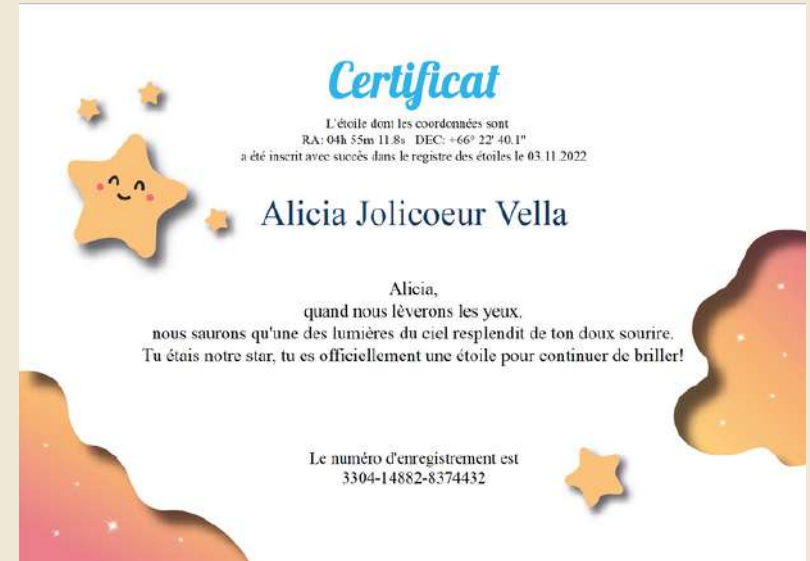 Certificat
L'étoile dont les coordonnées sont
RA: 04h 55m 11.8s DEC: +66° 22' 40.1"
a été inscrit avec succès dans le registre des étoiles le 03.11.2022
Alicia Jolicoeur Vella
Alicia,
quand nous lèverons les yeux,
nous saurons qu'une des lumières du ciel resplendit de ton doux sourire.
Tu étais notre star, tu es officiellement une étoile pour continuer de briller!
Le numéro d'enregistrement est
3304-14882-8374432